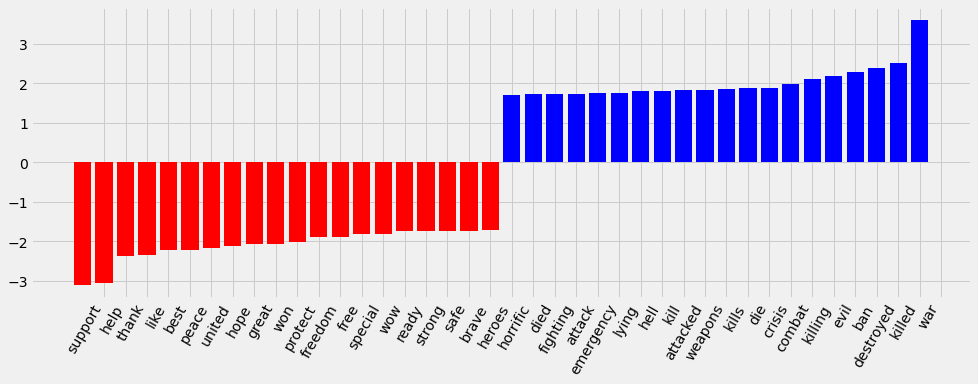 3
2
1
0
−1
−2
−3
support
help
thank
like
best
peace
united
hope
great
won
protect
freedom
free
special
wow
ready
strong
safe
brave
heroes
horrific
died
fighting
attack
emergency
lying
hell
kill
attacked
weapons
kills
die
crisis
combat
killing
evil
ban
destroyed
killed
war